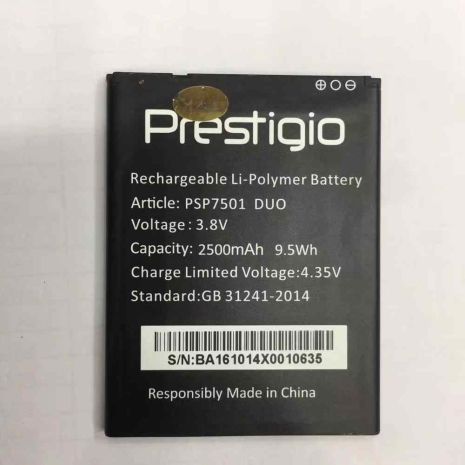 Prestigio
Rechargeable Li-Polymer Battery
Article: PSP7501 DUO
Voltage : 3.8V
Capacity: 2500mAh 9.5Wh
Charge Limited Voltage:4.35V
Standard:GB 31241-2014
S/N:BA161014X0010635
Responsibly Made in China